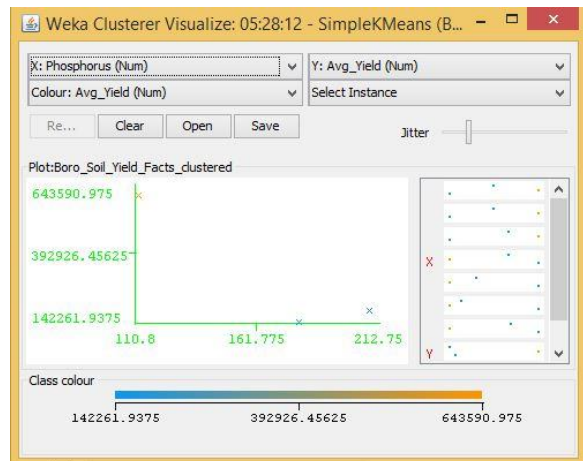 Weka Clusterer Visualize: 05:28:12 - SimpleKMeans (B...
X: Phosphorus (Num) Y: Avg_Yield (Num)
Colour: Avg_Yield (Num) Select Instance
Re... Clear Open Save Jitter
Plot:Boro_Soil_Yield_Facts_clustered
643590.975
392926.45625
142261.9375
110.8 161.775 212.75
X
Y
Class colour
142261.9375 392926.45625 643590.975